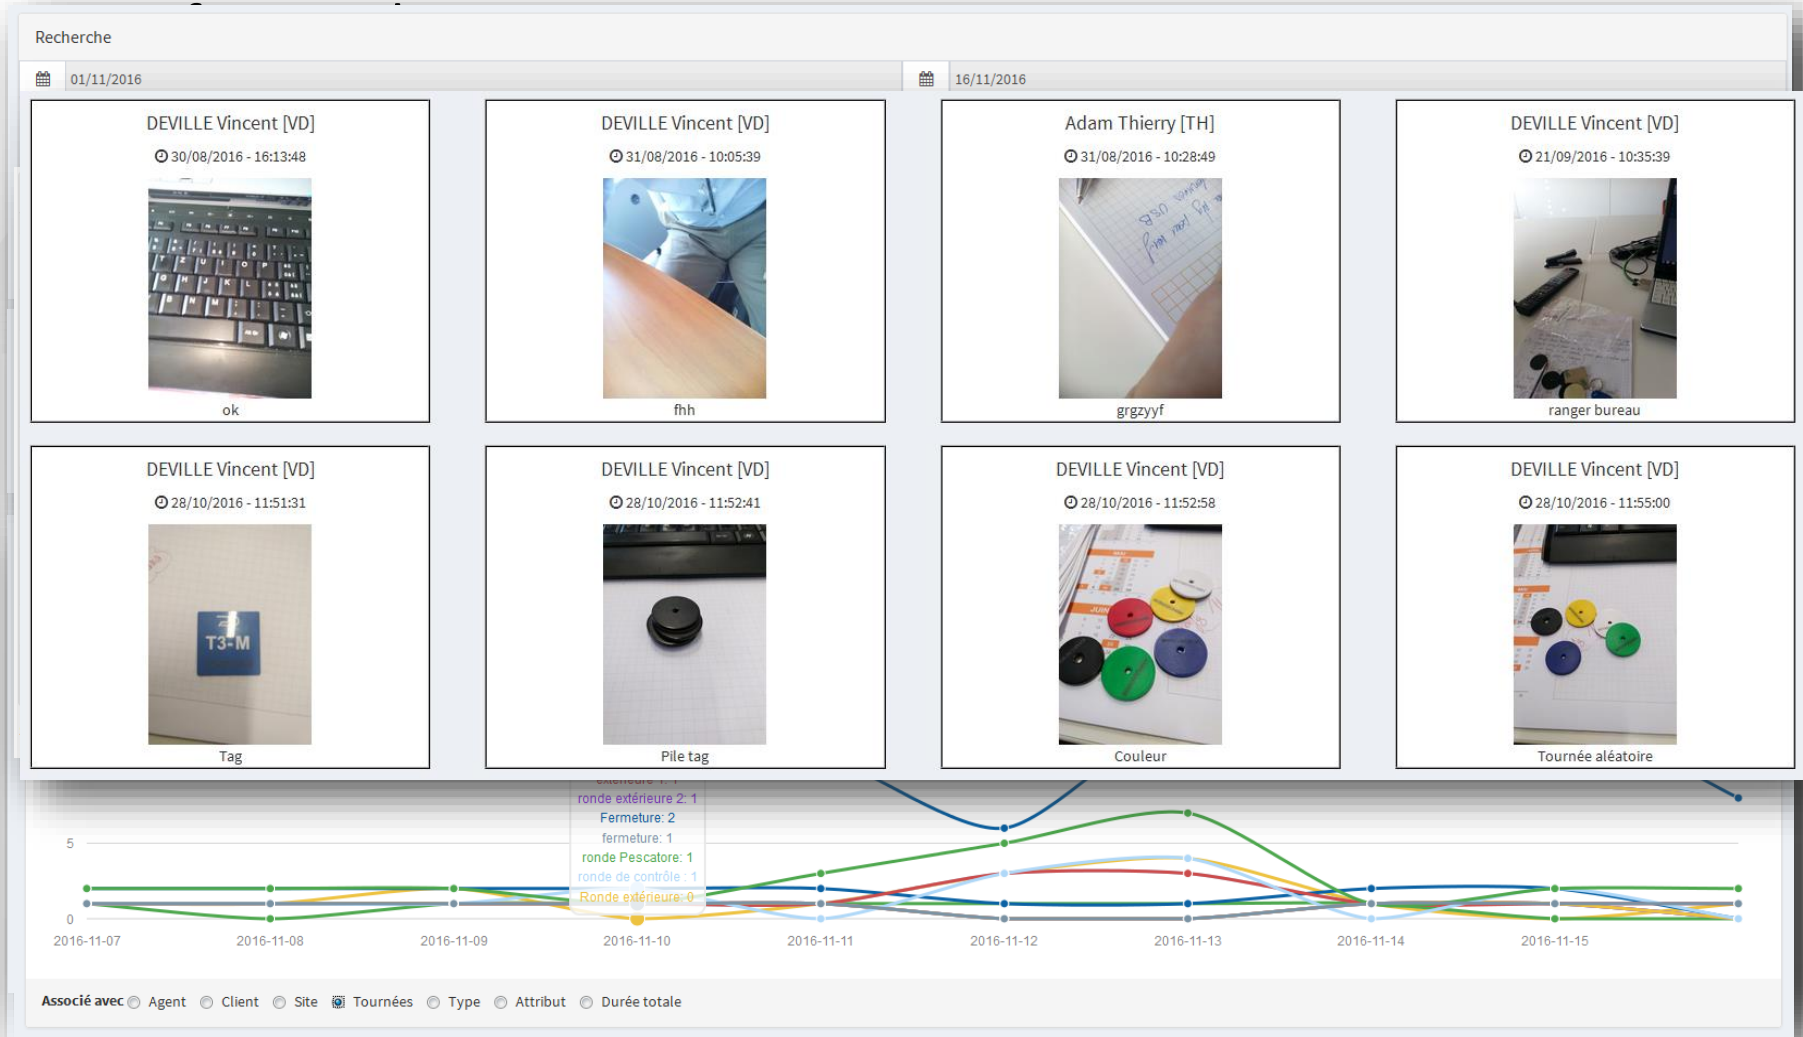 Recherche
01/11/2016
16/11/2016
DEVILLE Vincent [VD]
30/08/2016 - 16:13:48
ok
DEVILLE Vincent [VD]
31/08/2016 - 10:05:39
fhh
Adam Thierry [TH]
31/08/2016 - 10:28:49
USB
grgzyyf
DEVILLE Vincent [VD]
21/09/2016 - 10:35:39
ranger bureau
DEVILLE Vincent [VD]
28/10/2016 - 11:51:31
T3-M
Tag
DEVILLE Vincent [VD]
28/10/2016 - 11:52:41
Pile tag
DEVILLE Vincent [VD]
28/10/2016 - 11:52:58
Couleur
DEVILLE Vincent [VD]
28/10/2016 - 11:55:00
Tournée aléatoire
ronde extérieure 2: 1
Fermeture: 2
fermeture: 1
ronde Pescatore: 1
ronde de contrôle : 1
Ronde extérieure: 0
5
0
2016-11-07
2016-11-08
2016-11-09
2016-11-10
2016-11-11
2016-11-12
2016-11-13
2016-11-14
2016-11-15
Associé avec Agent Client Site Tournées Type Attribut Durée totale